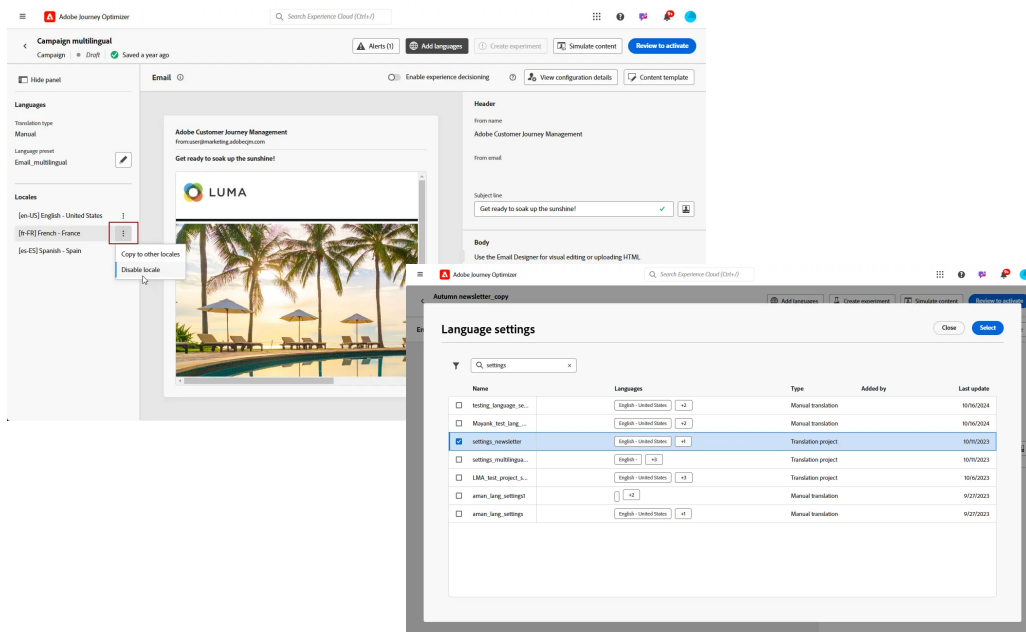 Adobe Journey Optimizer
Search Experience Cloud (Ctrl+/)
Campaign multilingual
Campaign Draft Saved a year ago
Alerts (1)
Add languages
Create experiment
Simulate content
Review to activate
Hide panel
Email
Enable experience decisioning
View configuration details
Content template
Languages
Translation type
Manual
Language preset
Email_multilingual
Locales
[en-US] English - United States
[fr-FR] French - France
[es-ES] Spanish - Spain
Copy to other locales
Disable locale
Adobe Customer Journey Management
From:user@marketing.adobecjm.com
Get ready to soak up the sunshine!
LUMA
Header
From name
Adobe Customer Journey Management
From email
Subject line
Get ready to soak up the sunshine!
Body
Use the Email Designer for visual editing or uploading HTML
Adobe Journey Optimizer
Search Experience Cloud (Ctrl+/)
Autumn newsletter_copy
Add languages
Create experiment
Simulate content
Review to activate
Language settings
Close
Select
settings
Name Languages Type Added by Last update
testing_language_se... English - United States +2 Manual translation 10/16/2024
Mayank_test_lang_... English - United States +2 Manual translation 10/16/2024
settings_newsletter English - United States +1 Translation project 10/11/2023
settings_multilingua... English - +3 Translation project 10/11/2023
LMA_test_project_s... English - United States +3 Translation project 10/6/2023
aman_lang_settings1 +2 Manual translation 9/27/2023
aman_lang_settings English - United States +1 Manual translation 9/27/2023